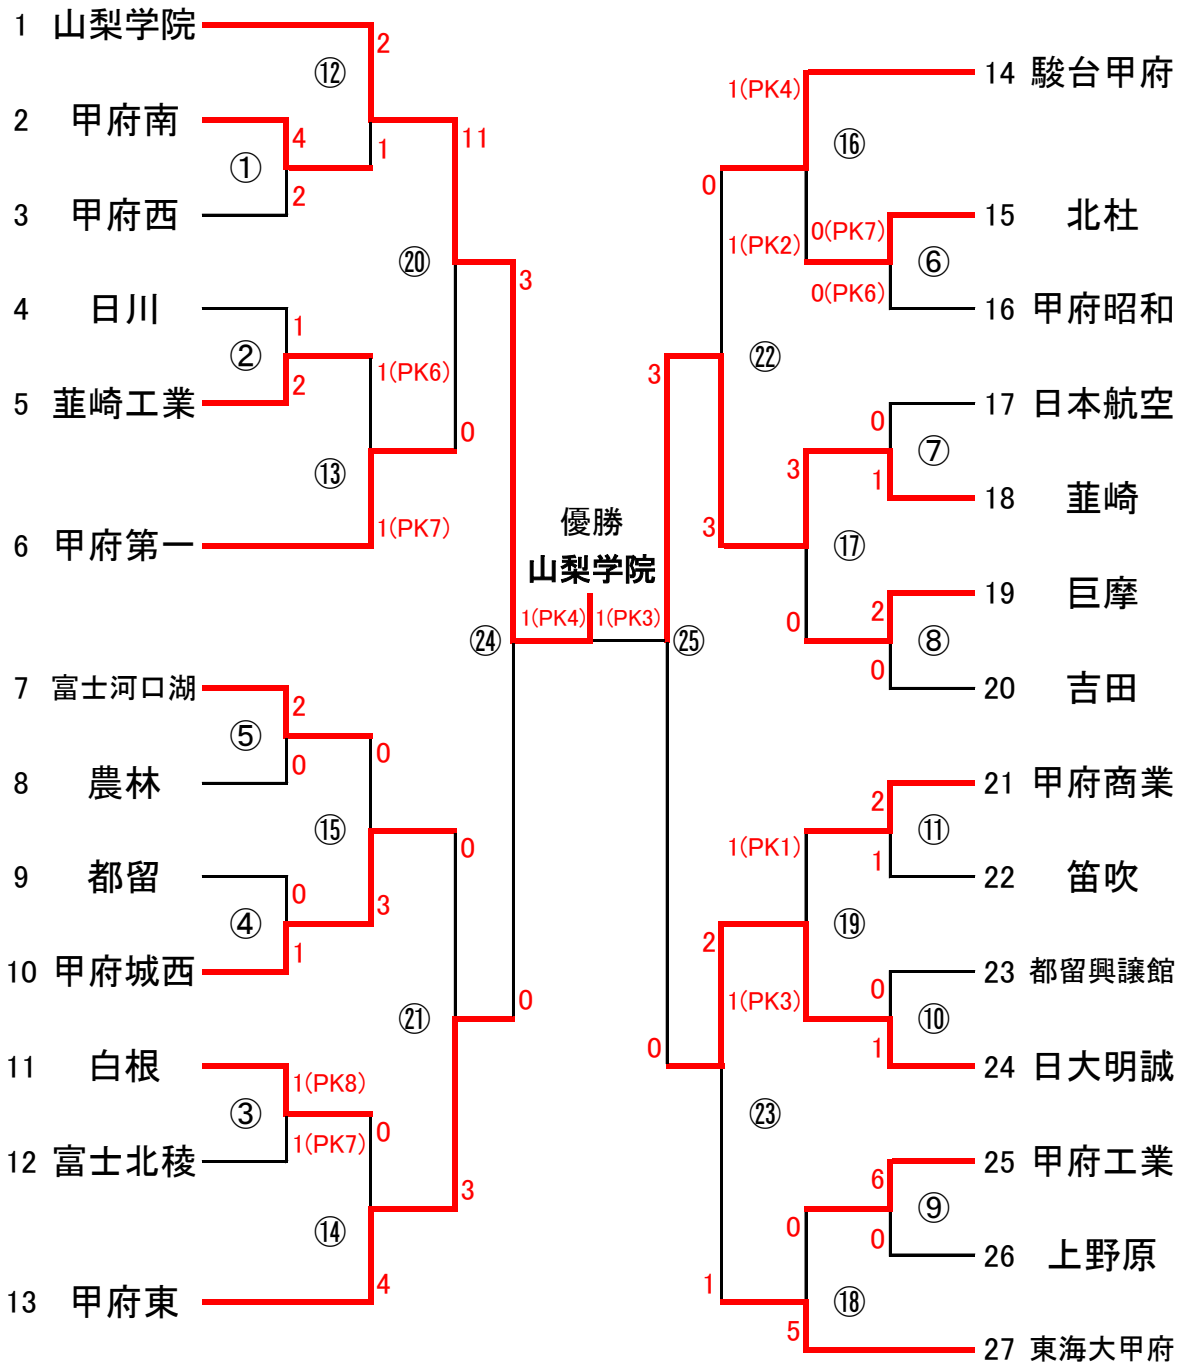 1 山梨学院
2
⑫
2 甲府南
4
11
1
①
2
3 甲府西
⑳
3
4 日川
1
②
1(PK6)
2
5 韮崎工業
0
⑬
6 甲府第一
1(PK7)
優勝
山梨学院
1(PK4)
1(PK3)
㉔
㉕
7 富士河口湖
2
⑤
0
0
8 農林
⑮
0
9 都留
0
3
④
1
10 甲府城西
0
㉑
11 白根
1(PK8)
③
0
1(PK7)
12 富士北稜
3
⑭
4
13 甲府東
14 駿台甲府
1(PK4)
⑯
0
15 北杜
0(PK7)
1(PK2)
⑥
0(PK6)
16 甲府昭和
㉒
3
17 日本航空
0
⑦
3
1
18 韮崎
3
⑰
19 巨摩
2
0
⑧
0
20 吉田
21 甲府商業
2
⑪
1(PK1)
1
22 笛吹
⑲
2
23 都留興譲館
0
1(PK3)
⑩
0
1
24 日大明誠
㉓
25 甲府工業
6
⑨
0
0
26 上野原
1
⑱
5
27 東海大甲府